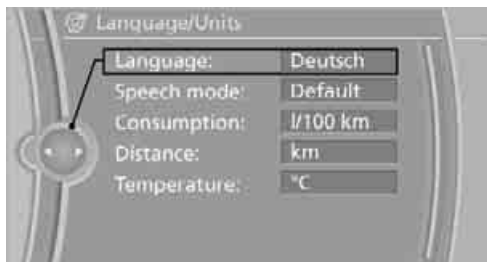 Language/Units
Language: Deutsch
Speech mode: Default
Consumption: l/100 km
Distance: km
Temperature: °C